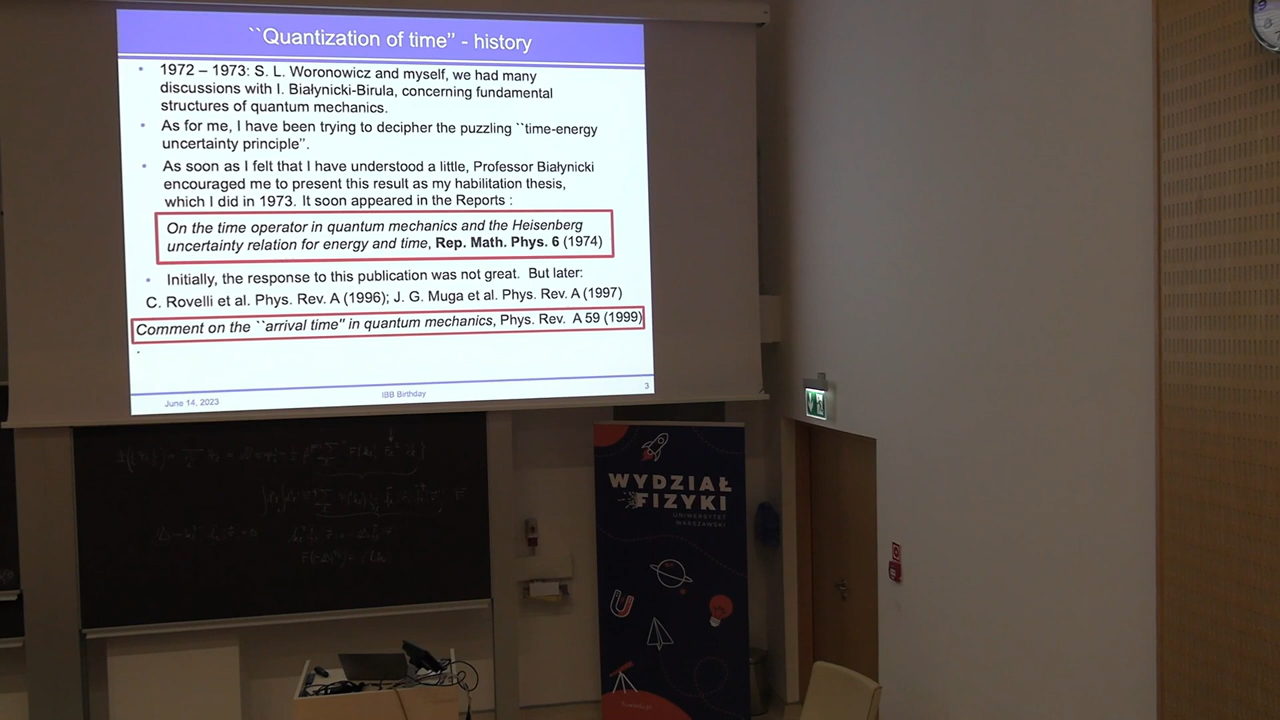 ``Quantization of time'' - history
• 1972 – 1973: S. L. Woronowicz and myself, we had many
discussions with I. Białynicki-Birula, concerning fundamental
structures of quantum mechanics.
• As for me, I have been trying to decipher the puzzling ``time-energy
uncertainty principle''.
• As soon as I felt that I have understood a little, Professor Białynicki
encouraged me to present this result as my habilitation thesis,
which I did in 1973. It soon appeared in the Reports :
On the time operator in quantum mechanics and the Heisenberg
uncertainty relation for energy and time, Rep. Math. Phys. 6 (1974)
• Initially, the response to this publication was not great. But later:
C. Rovelli et al. Phys. Rev. A (1996); J. G. Muga et al. Phys. Rev. A (1997)
Comment on the ``arrival time'' in quantum mechanics, Phys. Rev. A 59 (1999)
June 14, 2023
IBB Birthday
3
WYDZIAŁ
FIZYKI
UNIWERSYTET
WARSZAWSKI